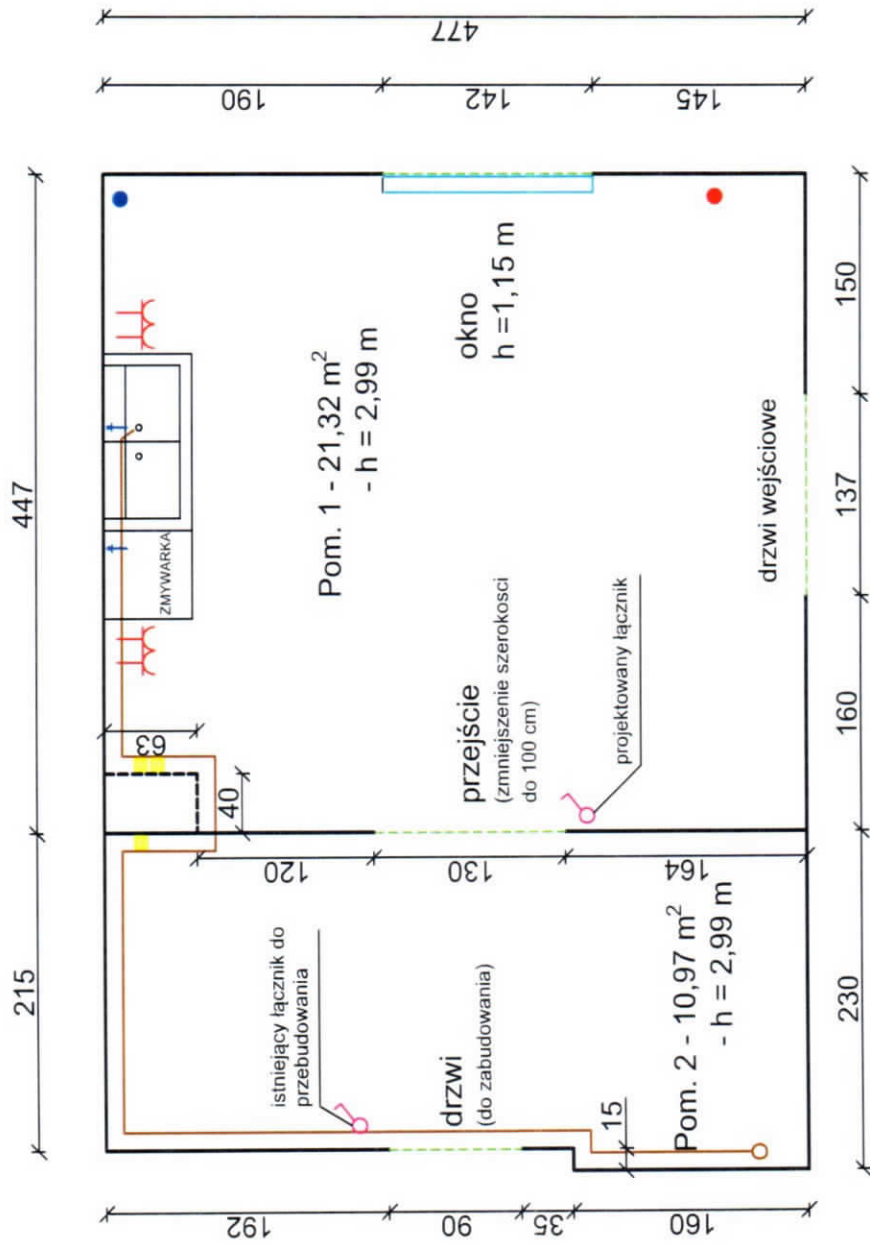 447
215
477
190
142
145
150
137
160
230
63
40
120
130
164
15
192
90
35
160
ZMYWARKA
Pom. 1 - 21,32 m²
- h = 2,99 m
okno
h =1,15 m
drzwi wejściowe
przejście
(zmniejszenie szerokosci
do 100 cm)
projektowany łącznik
istniejący łącznik do
przebudowania
drzwi
(do zabudowania)
Pom. 2 - 10,97 m²
- h = 2,99 m